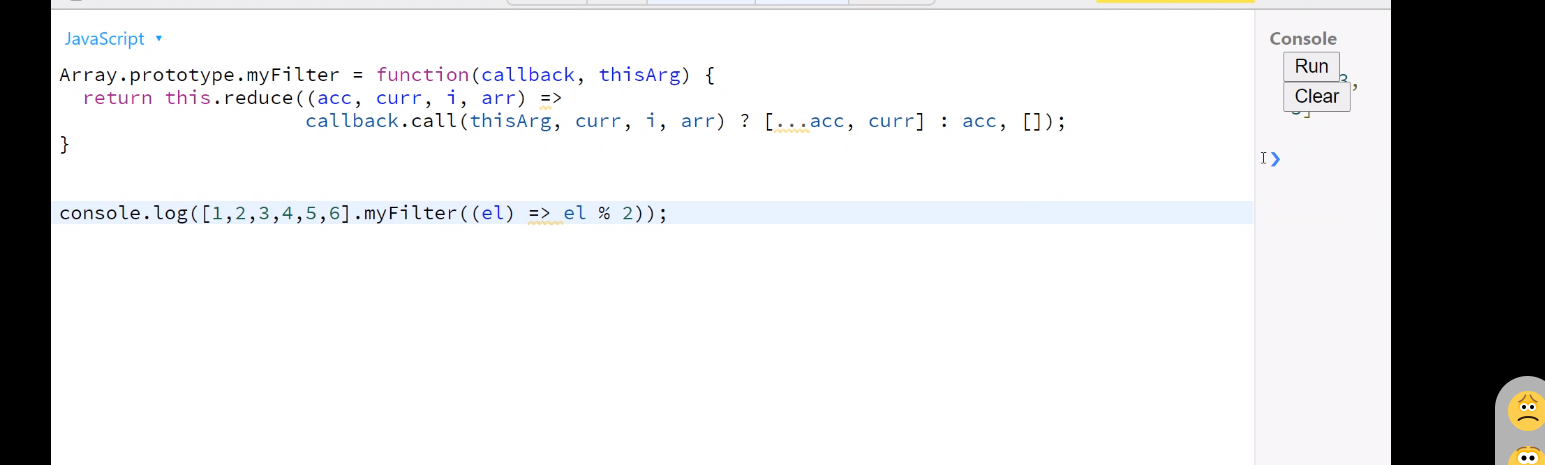 JavaScript
Array.prototype.myFilter = function(callback, thisArg) {
  return this.reduce((acc, curr, i, arr) =>
                     callback.call(thisArg, curr, i, arr) ? [...acc, curr] : acc, []);
}
console.log([1,2,3,4,5,6].myFilter((el) => el % 2));
Console
Run
Clear